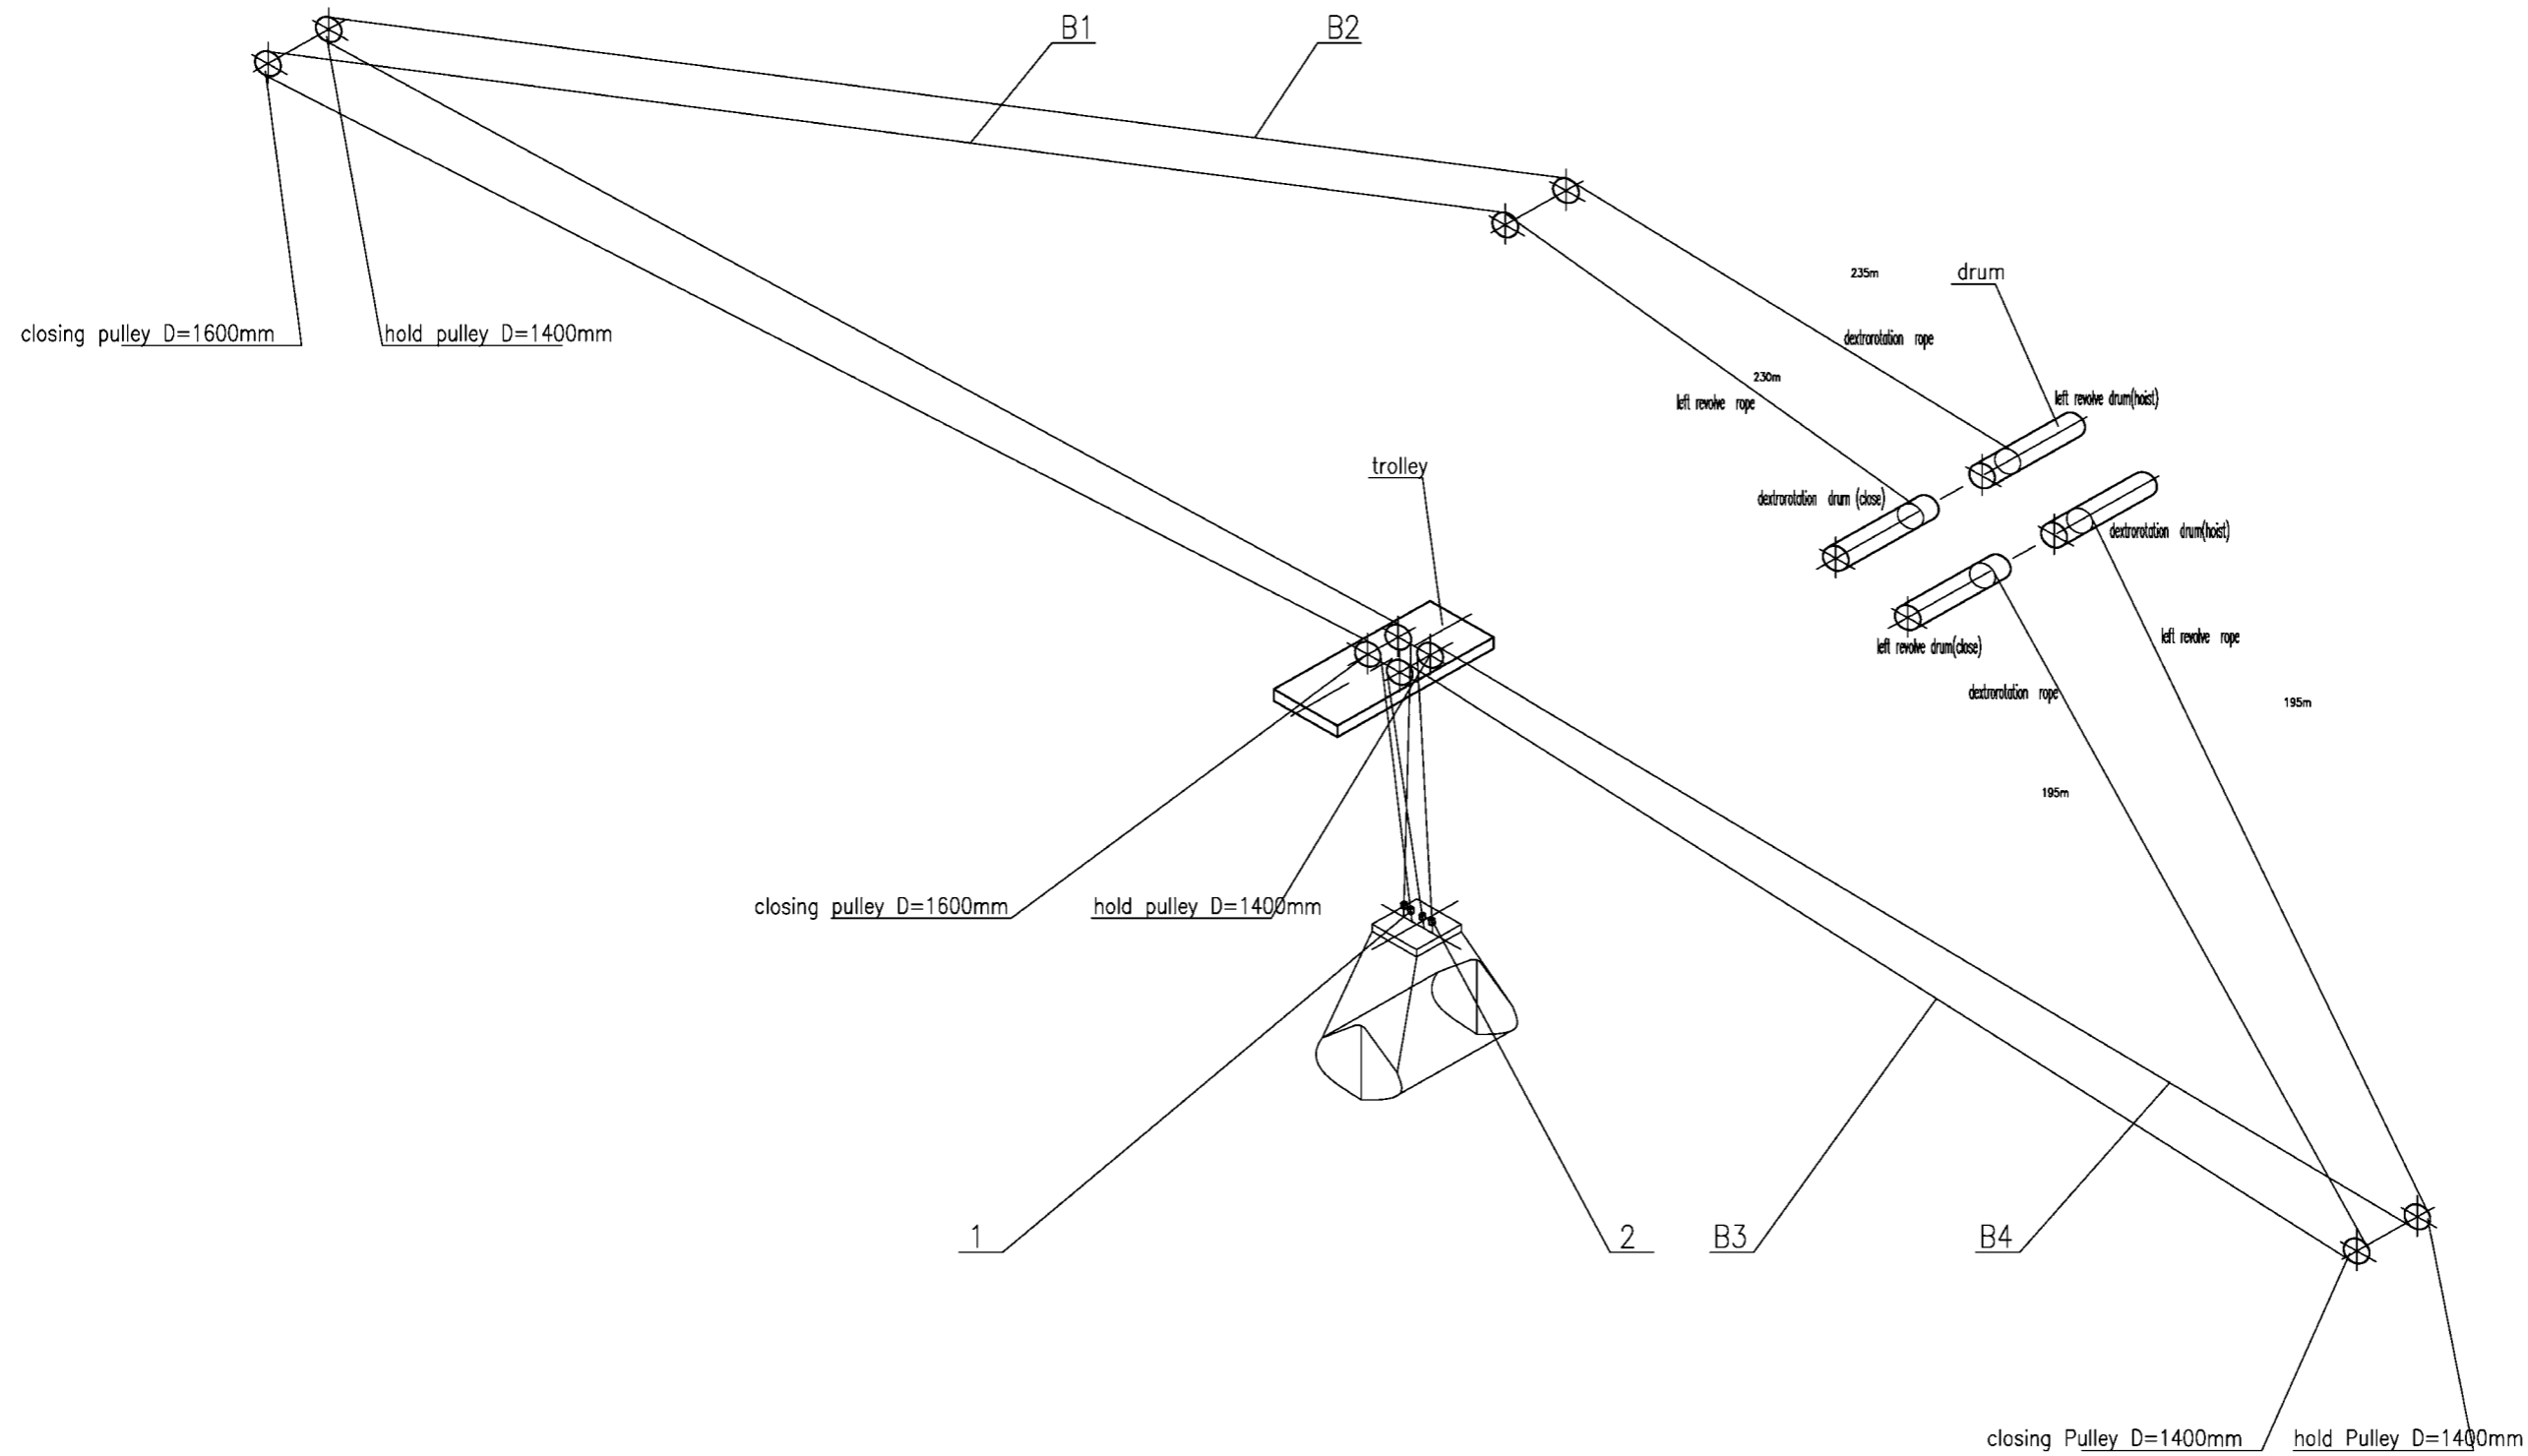 B1
B2
235m
drum
closing pulley D=1600mm
hold pulley D=1400mm
dextrorotation rope
230m
left revolve rope
left revolve drum(hoist)
trolley
dextrorotation drum (close)
dextrorotation drum(hoist)
left revolve rope
left revolve drum(close)
dextrorotation rope
195m
195m
closing pulley D=1600mm
hold pulley D=1400mm
1
2
B3
B4
closing Pulley D=1400mm
hold Pulley D=1400mm